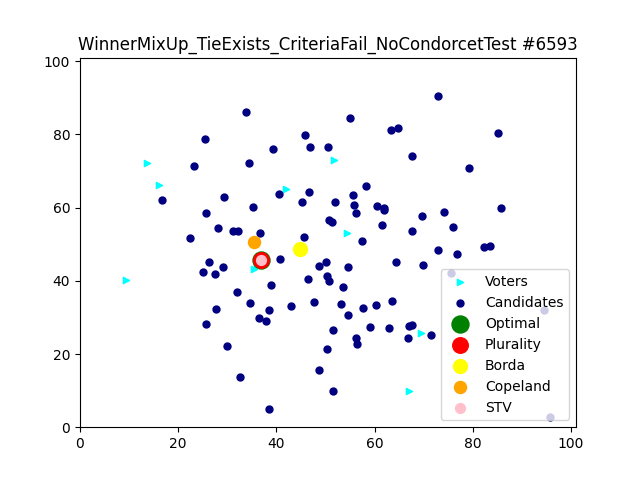 WinnerMixUp_TieExists_CriteriaFail_NoCondorcetTest #6593
100
80
60
40
20
0
0 20 40 60 80 100
Voters
Candidates
Optimal
Plurality
Borda
Copeland
STV